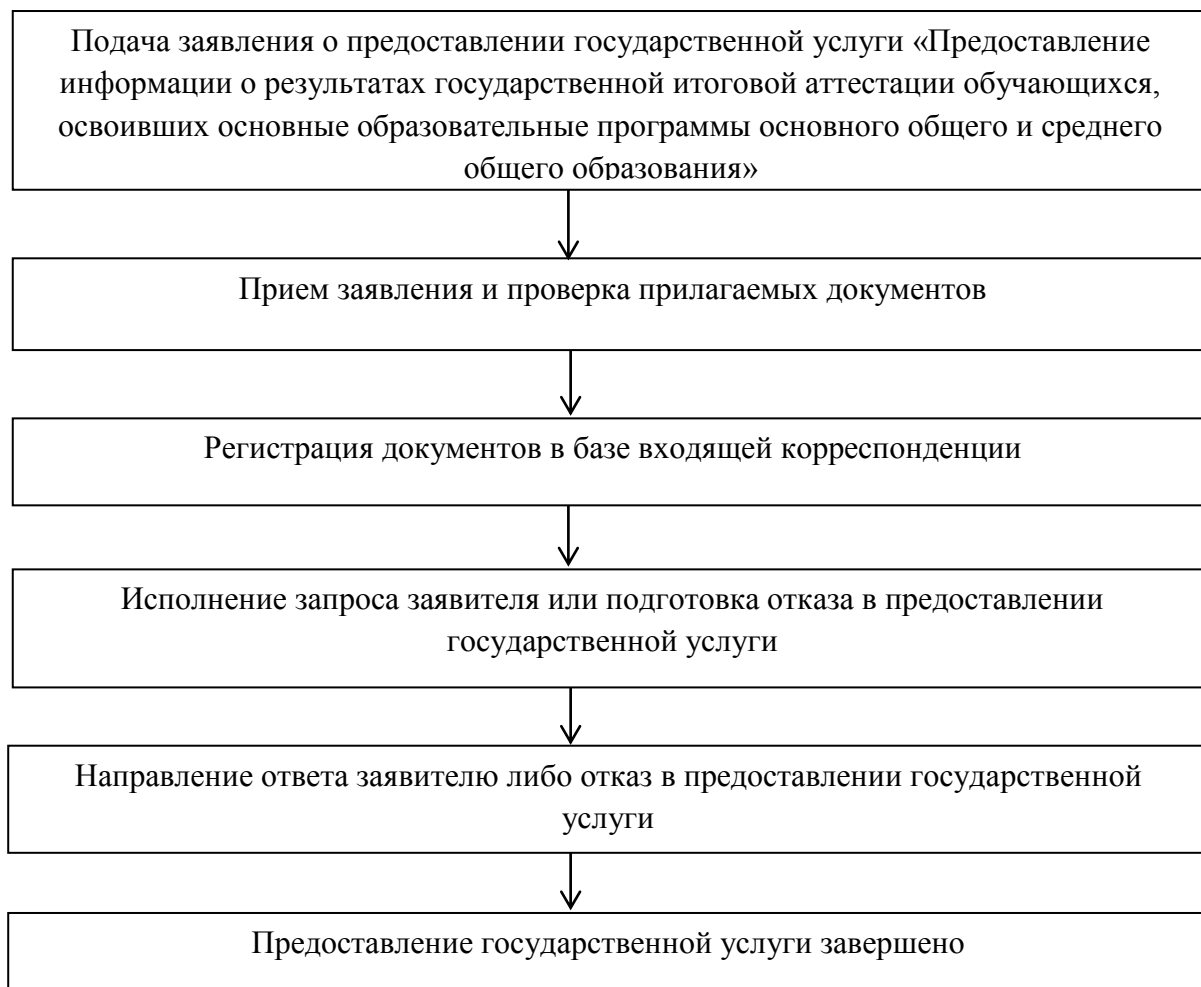 Подача заявления о предоставлении государственной услуги «Предоставление
информации о результатах государственной итоговой аттестации обучающихся,
освоивших основные образовательные программы основного общего и среднего
общего образования»
Прием заявления и проверка прилагаемых документов
Регистрация документов в базе входящей корреспонденции
Исполнение запроса заявителя или подготовка отказа в предоставлении
государственной услуги
Направление ответа заявителю либо отказ в предоставлении государственной
услуги
Предоставление государственной услуги завершено